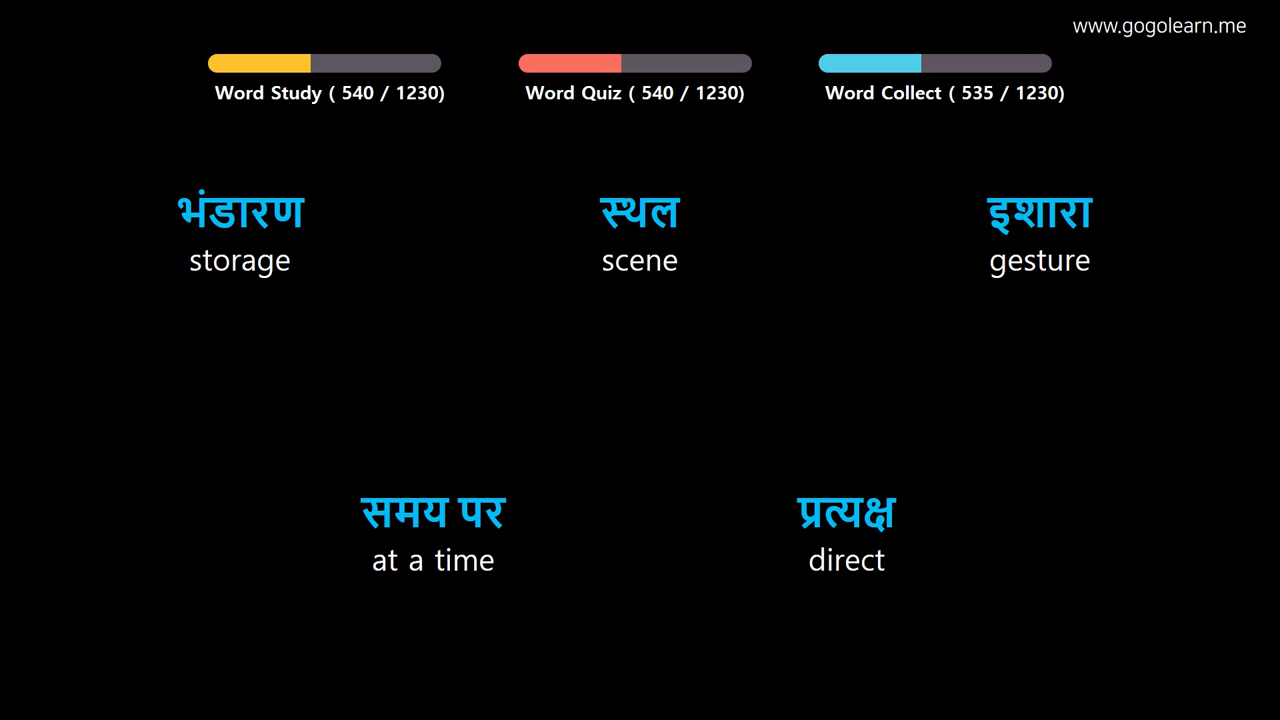 www.gogolearn.me
Word Study ( 540 / 1230)
Word Quiz ( 540 / 1230)
Word Collect ( 535 / 1230)
भंडारण
storage
स्थल
scene
इशारा
gesture
समय पर
at a time
प्रत्यक्ष
direct